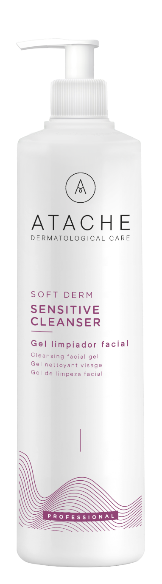 ATACHE
DERMATOLOGICAL CARE
SOFT DERM
SENSITIVE
CLEANSER
Gel limpiador facial
Cleansing facial gel
Gel nettoyant visage
Gel de limpeza facial
PROFESSIONAL